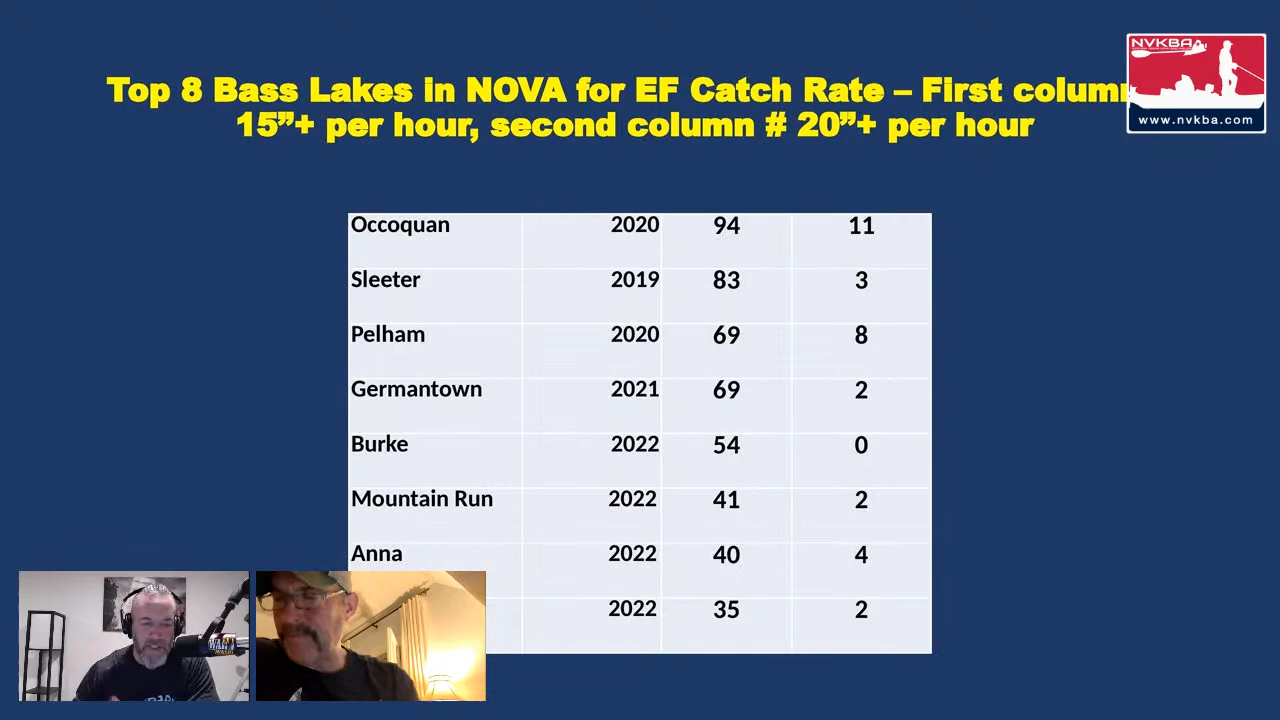 Top 8 Bass Lakes in NOVA for EF Catch Rate – First column
15”+ per hour, second column # 20”+ per hour
NVKBA
www.nvkba.com
Occoquan 2020 94 11
Sleeter 2019 83 3
Pelham 2020 69 8
Germantown 2021 69 2
Burke 2022 54 0
Mountain Run 2022 41 2
Anna 2022 40 4
2022 35 2